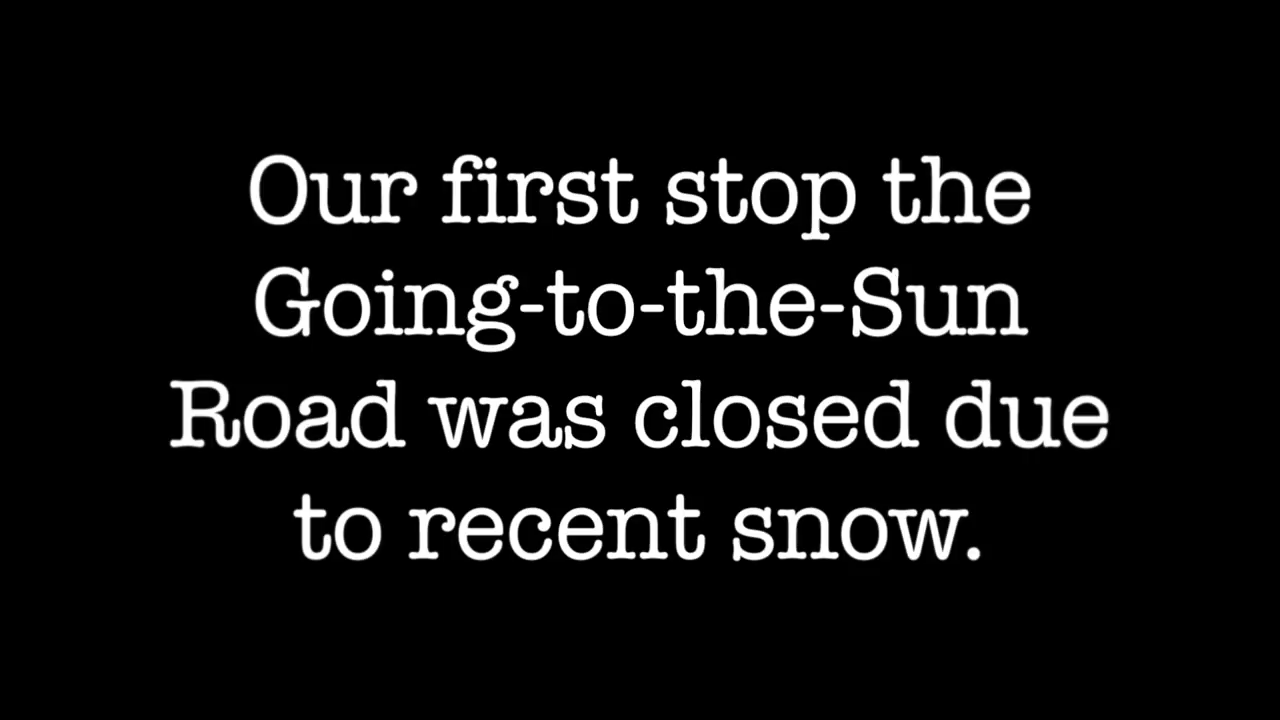 Our first stop the
Going-to-the-Sun
Road was closed due
to recent snow.